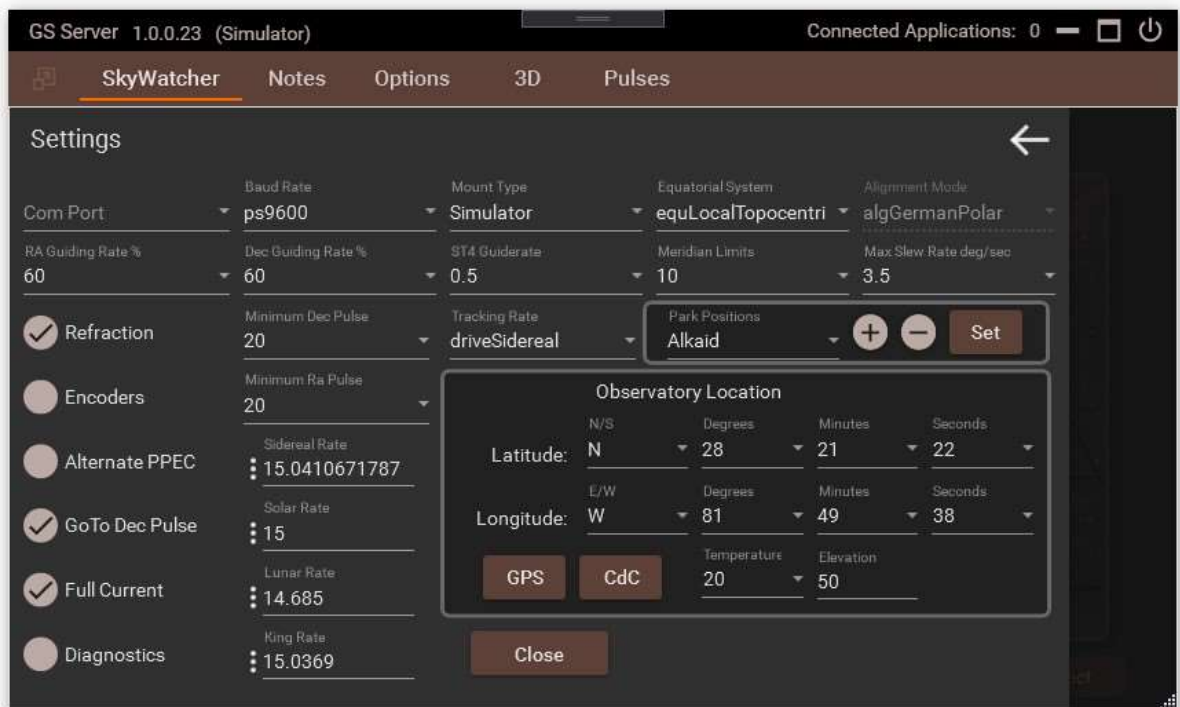 GS Server 1.0.0.23 (Simulator) Connected Applications: 0
SkyWatcher Notes Options 3D Pulses
Settings
Baud Rate Mount Type Equatorial System Alignment Mode
Com Port ps9600 Simulator equLocalTopocentri algGermanPolar
RA Guiding Rate % Dec Guiding Rate % ST4 Guiderate Meridian Limits Max Slew Rate deg/sec
60 60 0.5 10 3.5
Minimum Dec Pulse Tracking Rate Park Positions
Refraction 20 driveSidereal Alkaid Set
Minimum Ra Pulse
Encoders 20
Observatory Location
N/S Degrees Minutes Seconds
Latitude: N 28 21 22
Sidereal Rate
Alternate PPEC 15.0410671787
E/W Degrees Minutes Seconds
Longitude: W 81 49 38
Solar Rate
GoTo Dec Pulse 15
Temperature Elevation
GPS CdC 20 50
Lunar Rate
Full Current 14.685
King Rate
Diagnostics 15.0369
Close